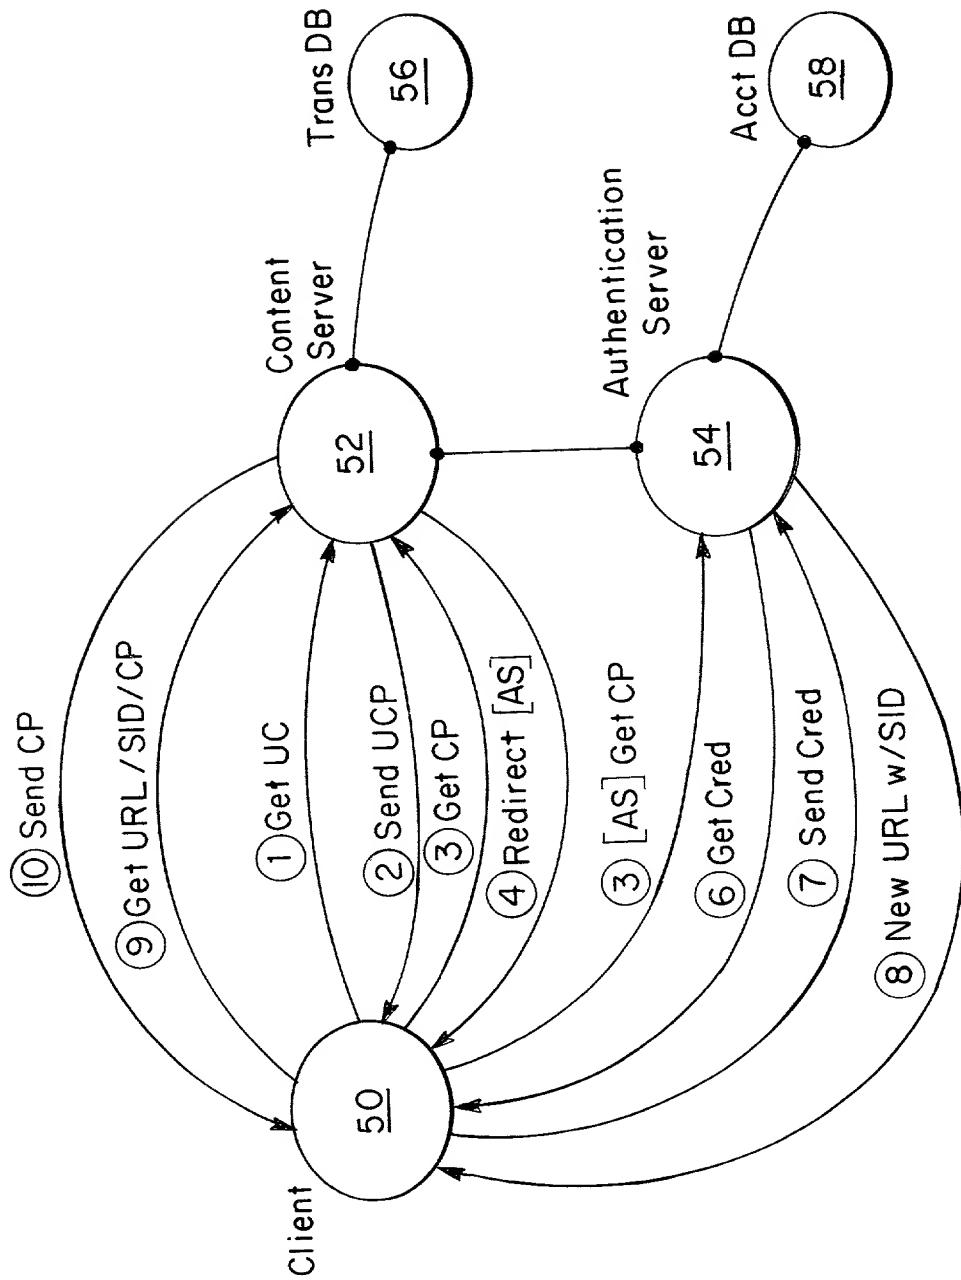 ⑩ Send CP
⑨ Get URL/SID/CP
① Get UC
② Send UCP
③ Get CP
④ Redirect [AS]
③ [AS] Get CP
⑥ Get Cred
⑦ Send Cred
⑧ New URL w/SID
Client
50
Content
Server
52
Trans DB
56
Authentication
Server
54
Acct DB
58